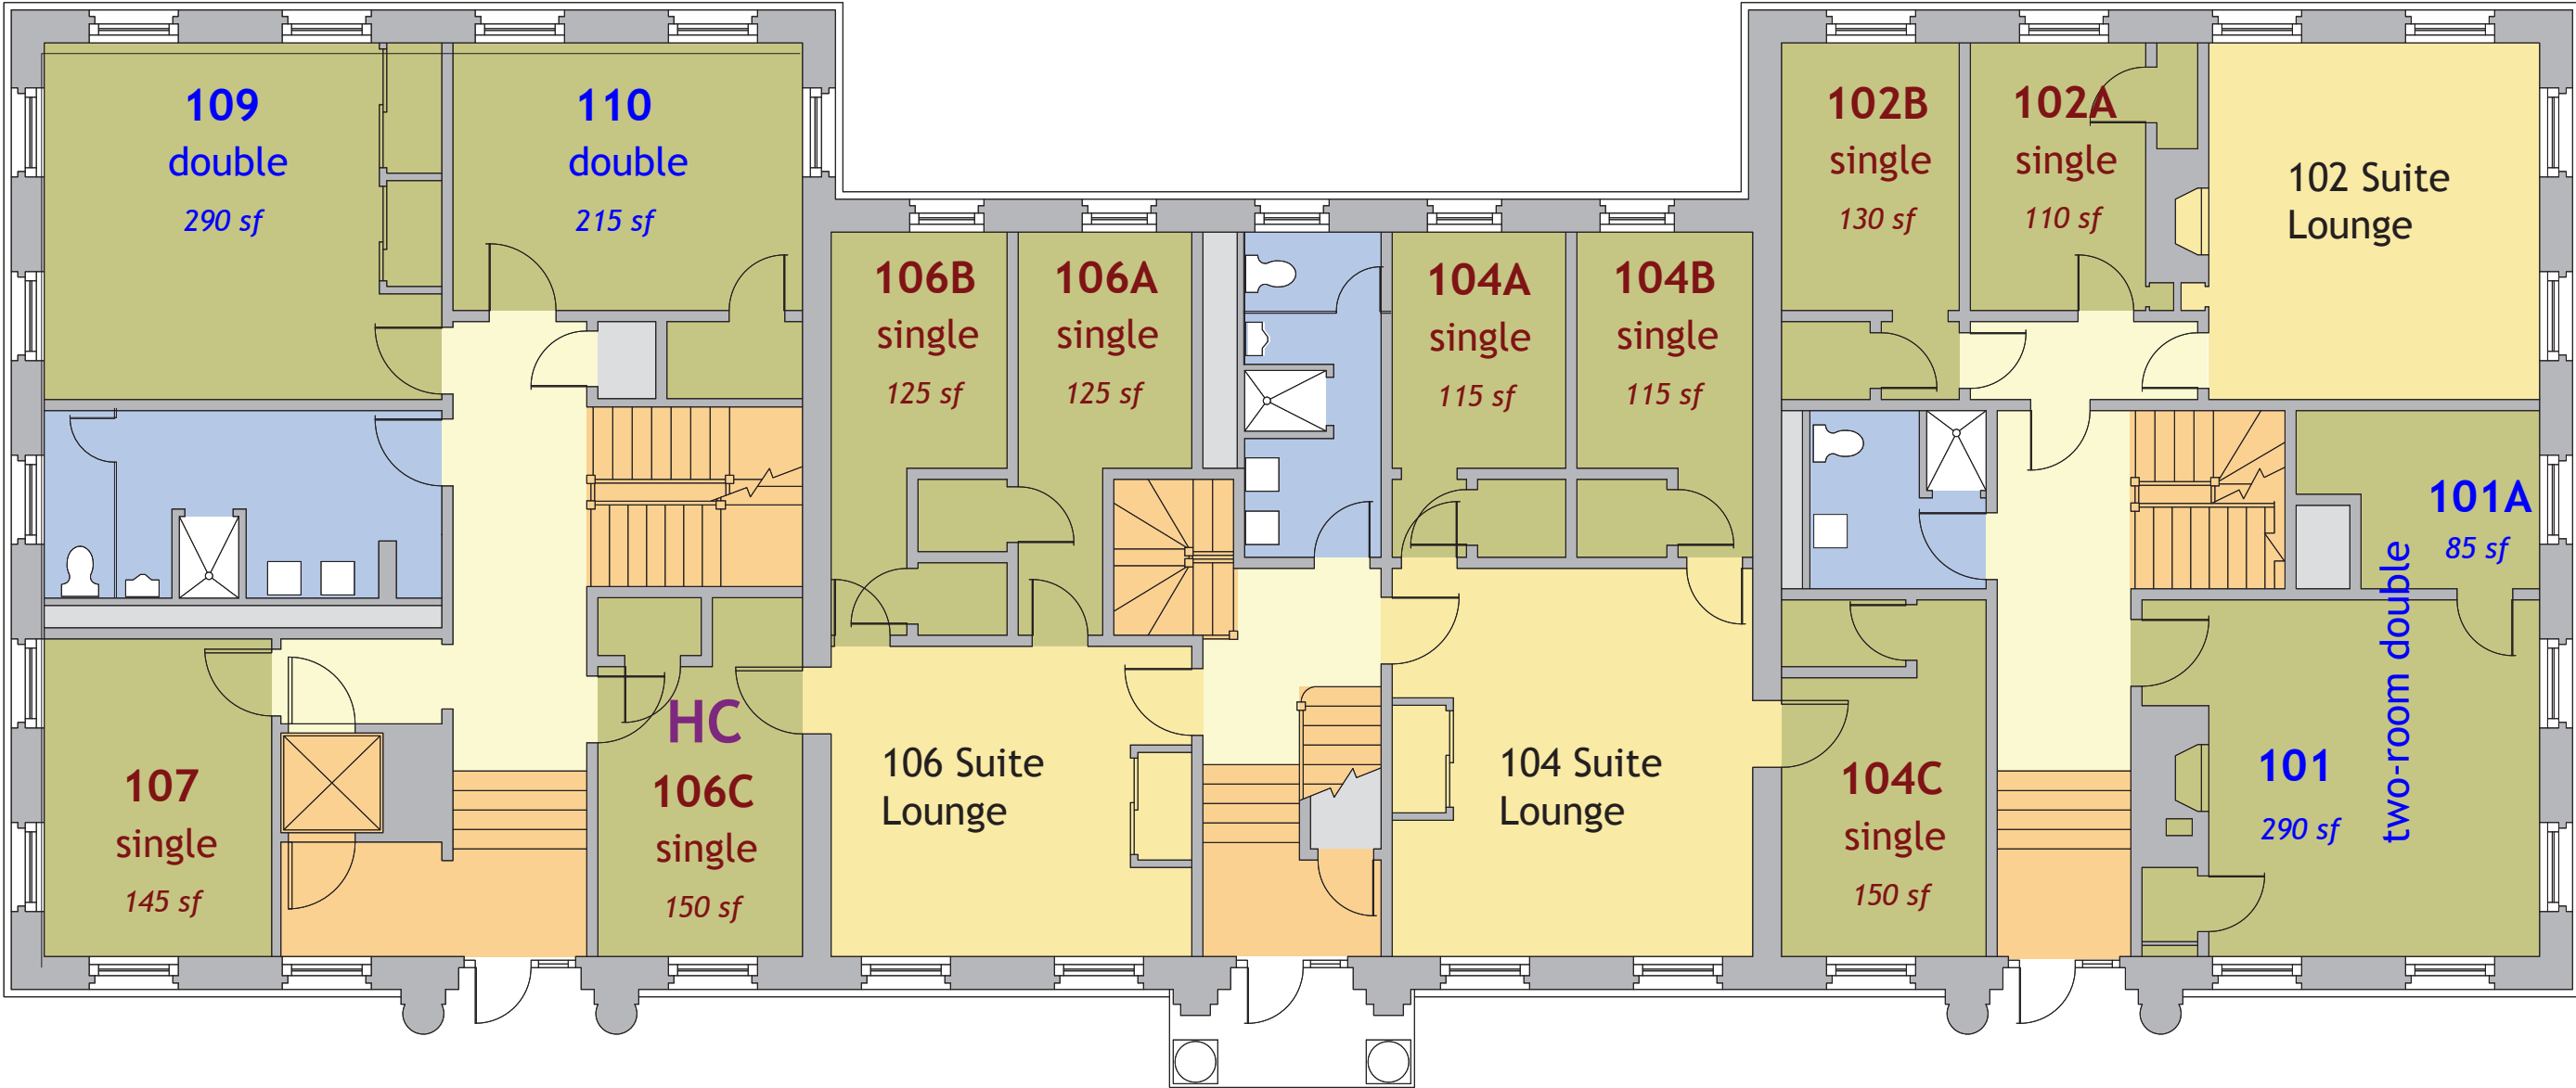 109
double
290 sf
110
double
215 sf
106B
single
125 sf
106A
single
125 sf
104A
single
115 sf
104B
single
115 sf
102B
single
130 sf
102A
single
110 sf
102 Suite
Lounge
101A
85 sf
two-room double
101
290 sf
107
single
145 sf
HC
106C
single
150 sf
106 Suite
Lounge
104 Suite
Lounge
104C
single
150 sf